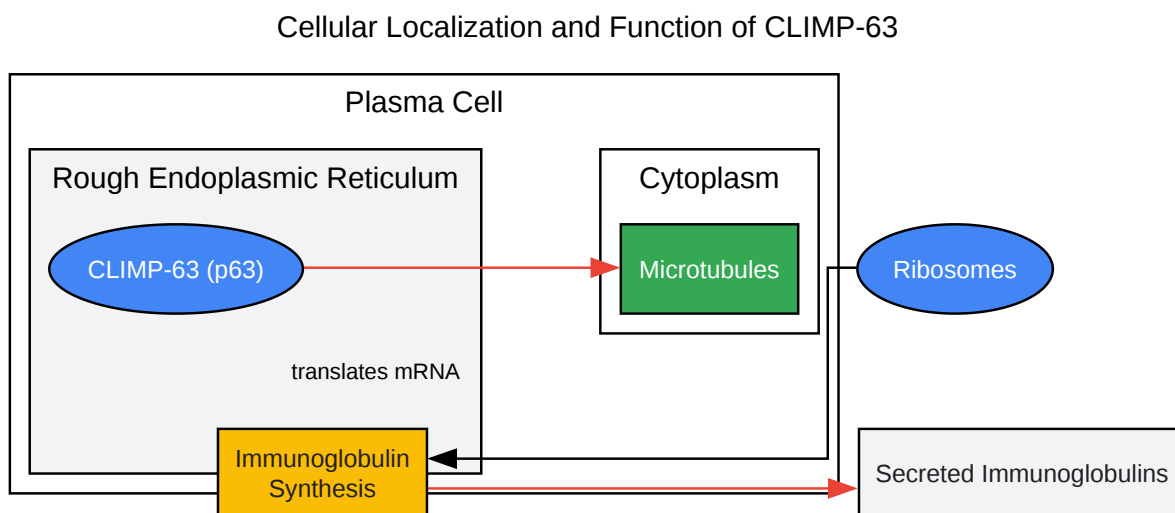 Cellular Localization and Function of CLIMP-63
Plasma Cell
Rough Endoplasmic Reticulum
Cytoplasm
CLIMP-63 (p63)
Microtubules
Ribosomes
translates mRNA
Immunoglobulin
Synthesis
Secreted Immunoglobulins